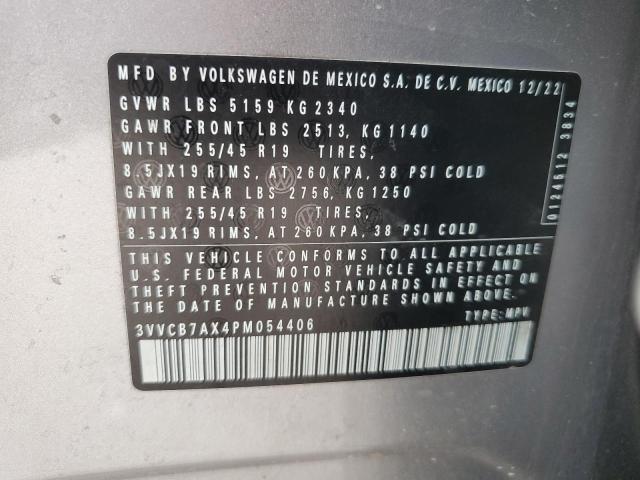 MFD. BY VOLKSWAGEN DE MEXICO S.A. DE C.V. MEXICO 12/22
GVWR LBS 5159 KG 2340
GAWR FRONT LBS 2513, KG 1140
WITH 255/45 R19 TIRES,
8.5JX19 RIMS, AT 260 KPA, 38 PSI COLD
GAWR REAR LBS 2756, KG 1250
WITH 255/45 R19 TIRES,
8.5JX19 RIMS, AT 260 KPA, 38 PSI COLD
THIS VEHICLE CONFORMS TO ALL APPLICABLE
U.S. FEDERAL MOTOR VEHICLE SAFETY AND
THEFT PREVENTION STANDARDS IN EFFECT ON
THE DATE OF MANUFACTURE SHOWN ABOVE.
3VVCB7AX4PM054406 TYPE: MPV
0124512 3834